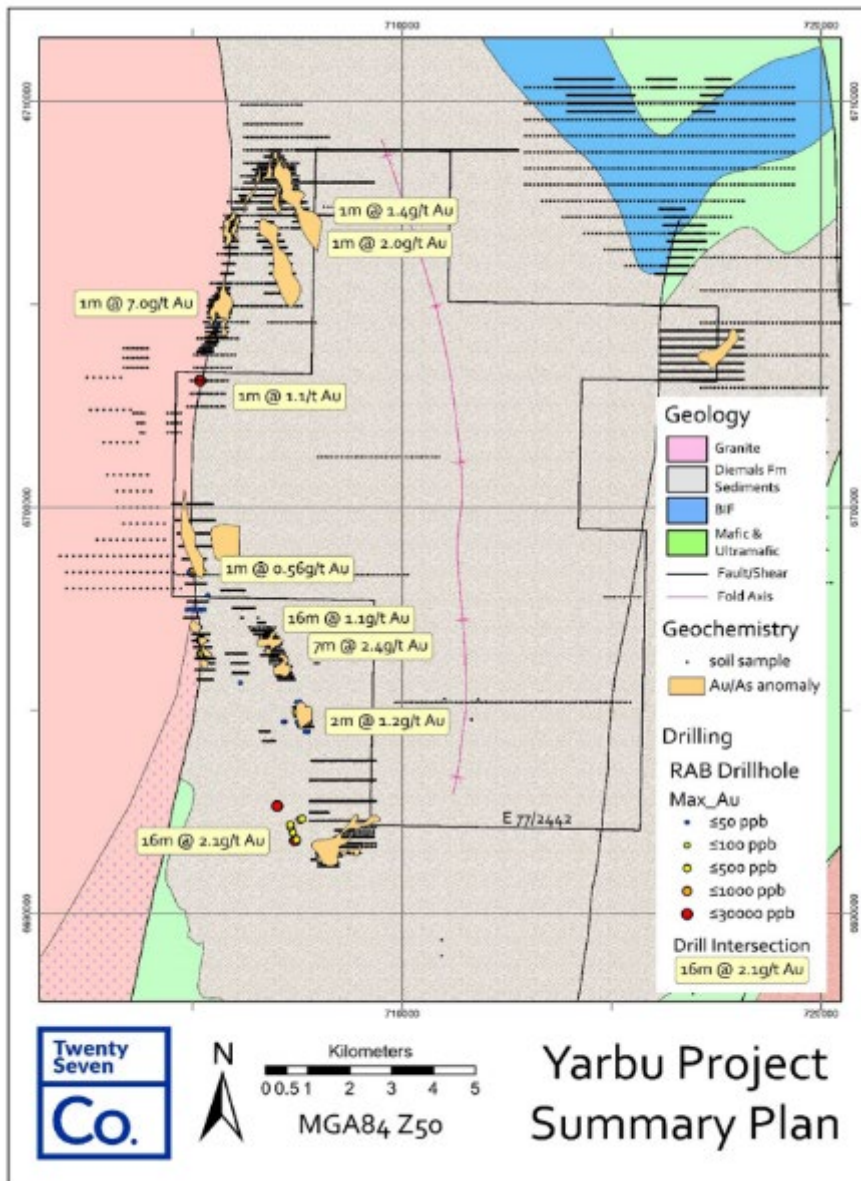 710000
720000
6710000
6710000
1m @ 1.4g/t Au
1m @ 2.0g/t Au
1m @ 7.0g/t Au
1m @ 1.1/t Au
6700000
6700000
1m @ 0.56g/t Au
16m @ 1.1g/t Au
7m @ 2.4g/t Au
2m @ 1.2g/t Au
16m @ 2.1g/t Au
E 77/2442
Geology
Granite
Diemals Fm
Sediments
BIF
Mafic &
Ultramafic
Fault/Shear
Fold Axis
Geochemistry
soil sample
Au/As anomaly
Drilling
RAB Drillhole
Max_Au
≤50 ppb
≤100 ppb
≤500 ppb
≤1000 ppb
≤30000 ppb
Drill Intersection
16m @ 2.1g/t Au
710000
720000
Twenty
Seven
Co.
N
Kilometers
0 0.5 1 2 3 4 5
MGA84 Z50
Yarbu Project
Summary Plan